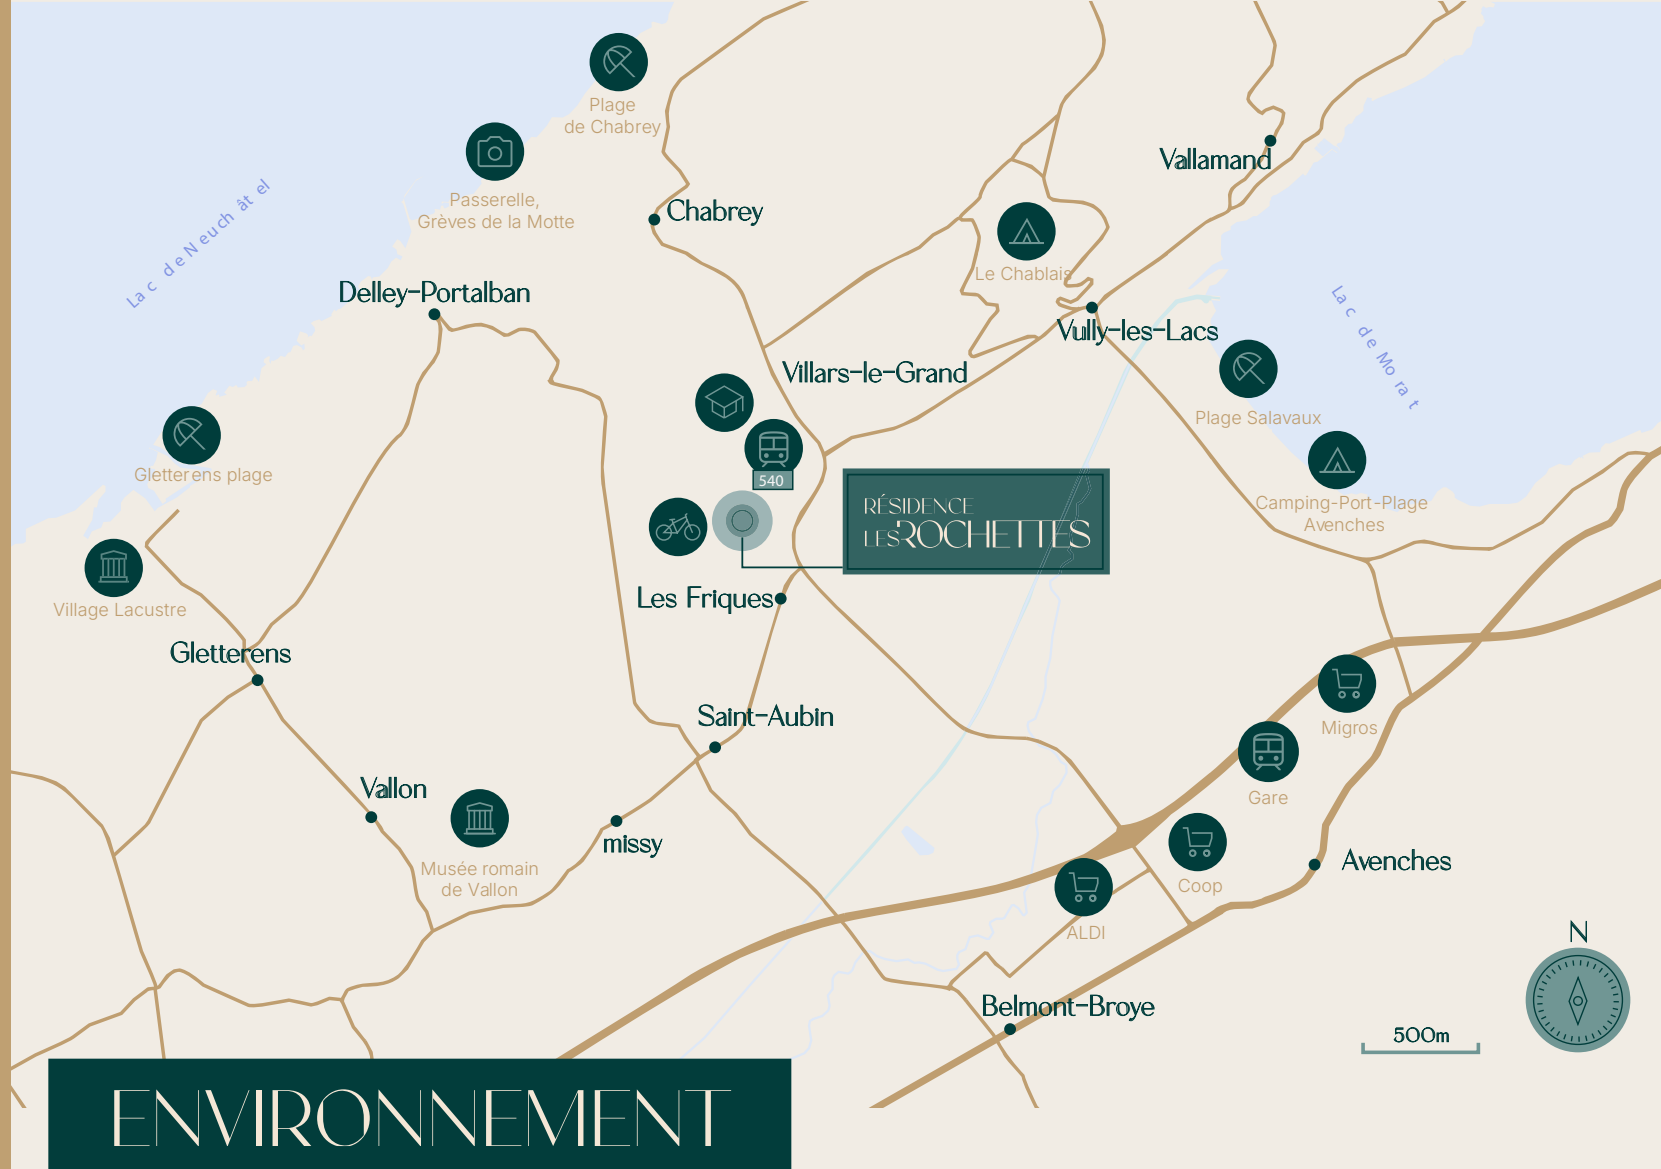 Plage
de Chabrey
Passerelle,
Grèves de la Motte
Vallamand
Chabrey
Lac de Neuchâtel
Le Chablais
Delley-Portalban
Vully-les-Lacs
Lac de Morat
Villars-le-Grand
Plage Salavaux
Gletterens plage
540
Camping-Port-Plage
Avenches
RÉSIDENCE
LES ROCHETTES
Les Friques
Village Lacustre
Gletterens
Saint-Aubin
Migros
Vallon
Gare
missy
Musée romain
de Vallon
Avenches
Coop
ALDI
N
Belmont-Broye
500m
ENVIRONNEMENT